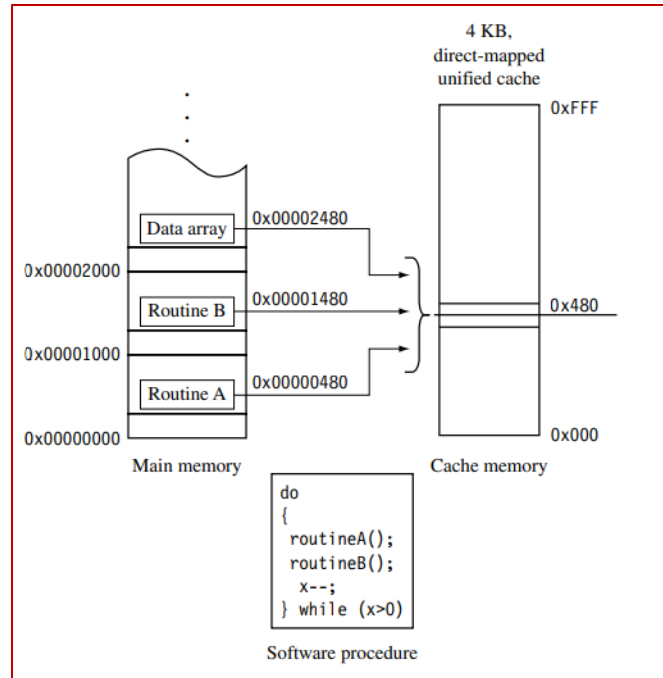 4 KB,
direct-mapped
unified cache
0xFFF
.
.
.
Data array
0x00002480
0x00002000
Routine B
0x00001480
0x480
0x00001000
Routine A
0x00000480
0x00000000
0x000
Main memory
Cache memory
do
{
routineA();
routineB();
x--;
} while (x>0)
Software procedure